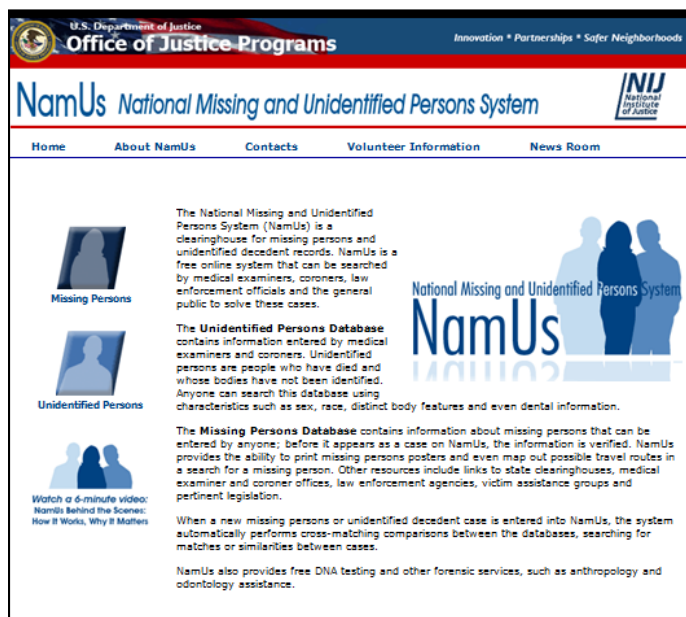 U.S. Department of Justice
Office of Justice Programs
Innovation * Partnerships * Safer Neighborhoods
NamUs National Missing and Unidentified Persons System
NIJ
National
Institute
of Justice
Home About NamUs Contacts Volunteer Information News Room
Missing Persons
Unidentified Persons
Watch a 6-minute video:
NamUs Behind the Scenes:
How It Works, Why It Matters
The National Missing and Unidentified
Persons System (NamUs) is a
clearinghouse for missing persons and
unidentified decedent records. NamUs is a
free online system that can be searched
by medical examiners, coroners, law
enforcement officials and the general
public to solve these cases.
National Missing and Unidentified Persons System
NamUs
The Unidentified Persons Database
contains information entered by medical
examiners and coroners. Unidentified
persons are people who have died and
whose bodies have not been identified.
Anyone can search this database using
characteristics such as sex, race, distinct body features and even dental information.
The Missing Persons Database contains information about missing persons that can be
entered by anyone; before it appears as a case on NamUs, the information is verified. NamUs
provides the ability to print missing persons posters and even map out possible travel routes in
a search for a missing person. Other resources include links to state clearinghouses, medical
examiner and coroner offices, law enforcement agencies, victim assistance groups and
pertinent legislation.
When a new missing persons or unidentified decedent case is entered into NamUs, the system
automatically performs cross-matching comparisons between the databases, searching for
matches or similarities between cases.
NamUs also provides free DNA testing and other forensic services, such as anthropology and
odontology assistance.